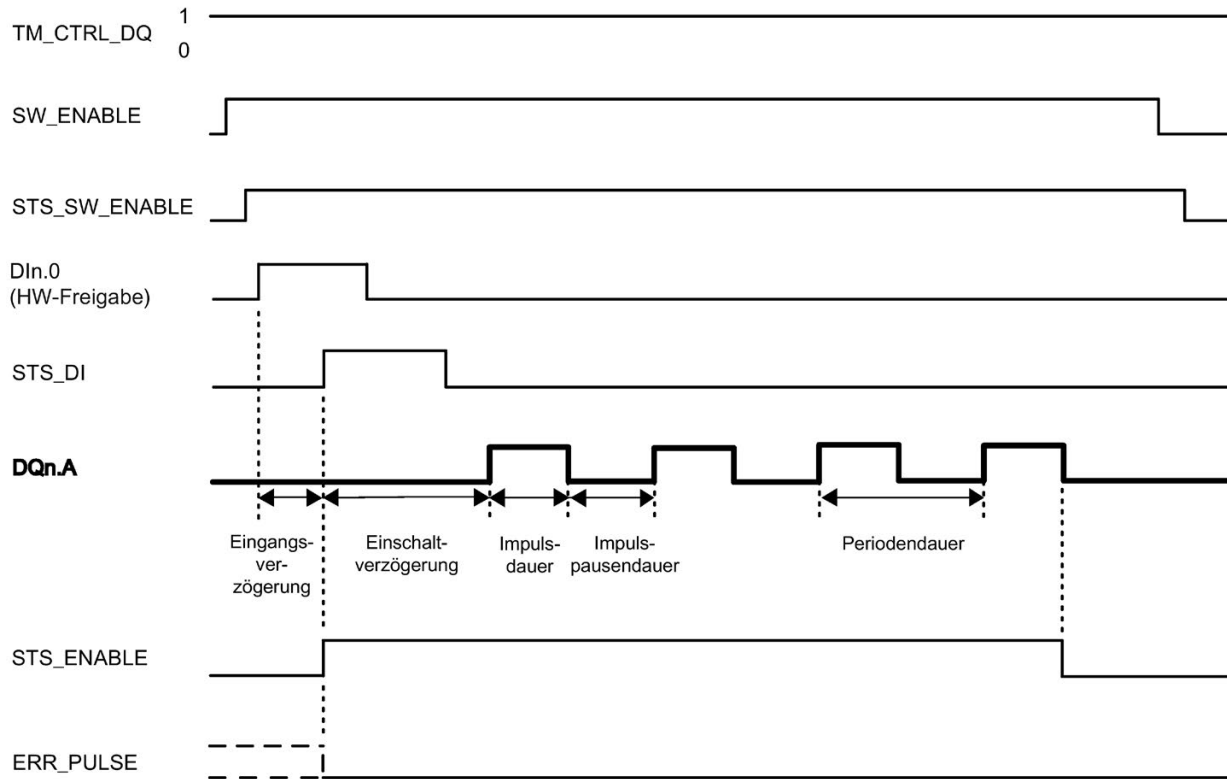 TM_CTRL_DQ
1
0
SW_ENABLE
STS_SW_ENABLE
DIn.0
(HW-Freigabe)
STS_DI
DQn.A
Eingangs-
ver-
zögerung
Einschalt-
verzögerung
Impuls-
dauer
Impuls-
pausendauer
Periodendauer
STS_ENABLE
ERR_PULSE